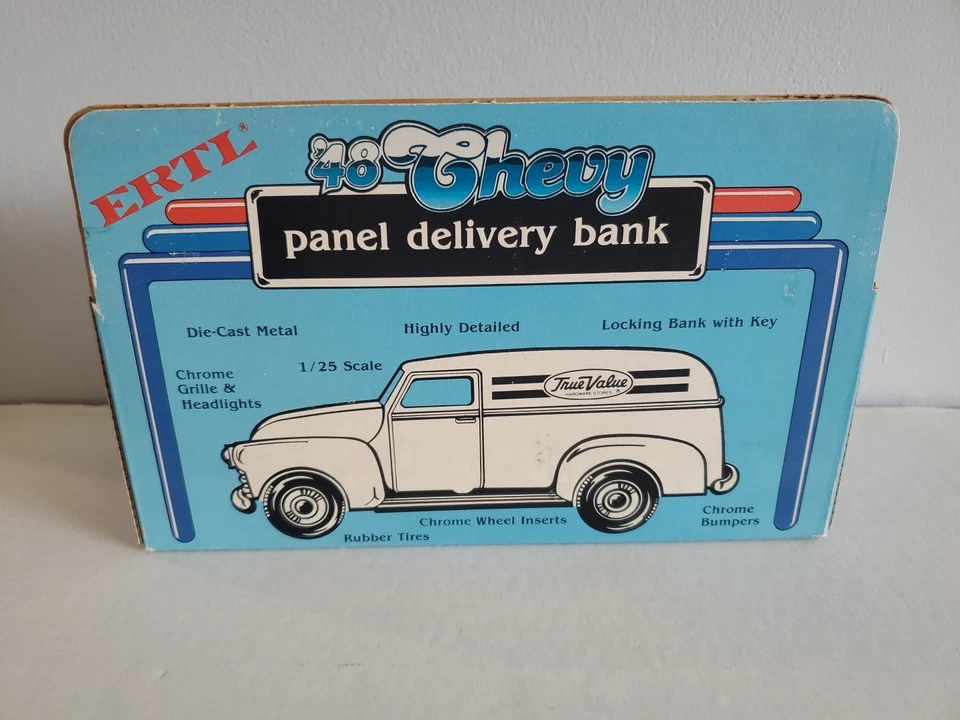 ERTL®
'48 Chevy
panel delivery bank
Die-Cast Metal
Highly Detailed
Locking Bank with Key
Chrome
Grille &
Headlights
1/25 Scale
True Value
HARDWARE STORES ®
Chrome Wheel Inserts
Rubber Tires
Chrome
Bumpers